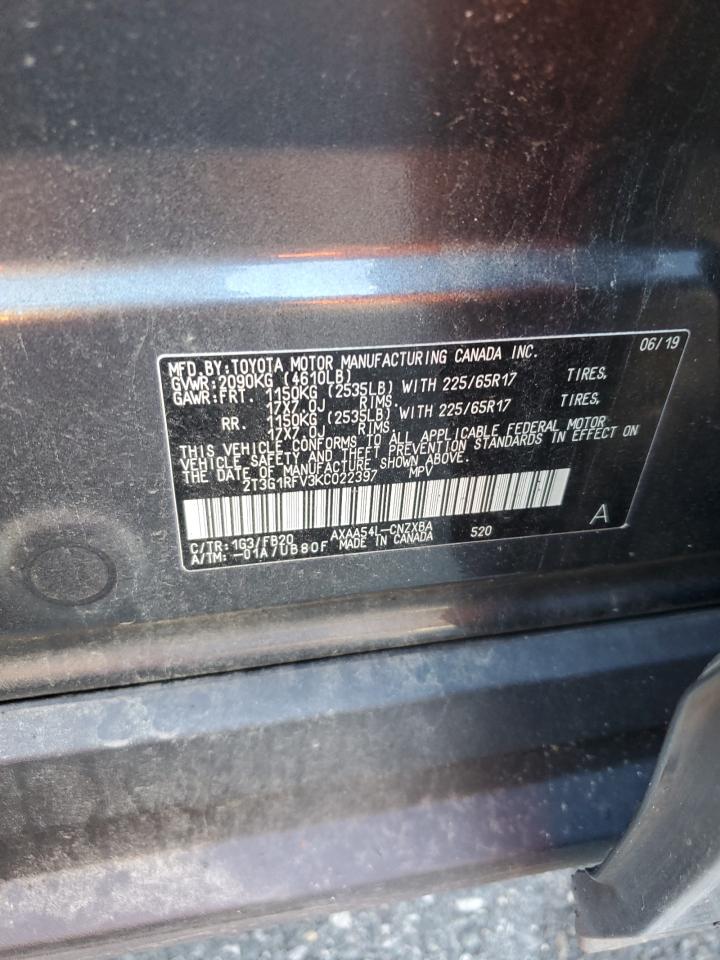 06/19
MFD.BY:TOYOTA MOTOR MANUFACTURING CANADA INC.
GVWR:2090KG (4610LB)
GAWR:FRT. 1150KG (2535LB) WITH 225/65R17 TIRES,
17X7.0J RIMS
RR. 1150KG (2535LB) WITH 225/65R17 TIRES,
17X7.0J RIMS
THIS VEHICLE CONFORMS TO ALL APPLICABLE FEDERAL MOTOR
VEHICLE SAFETY AND THEFT PREVENTION STANDARDS IN EFFECT ON
THE DATE OF MANUFACTURE SHOWN ABOVE.
2T3G1RFV3KC022397 MPV
C/TR:1G3/FB20 AXAA54L-CNZXBA 520 A
A/TM:-01A/UB80F MADE IN CANADA